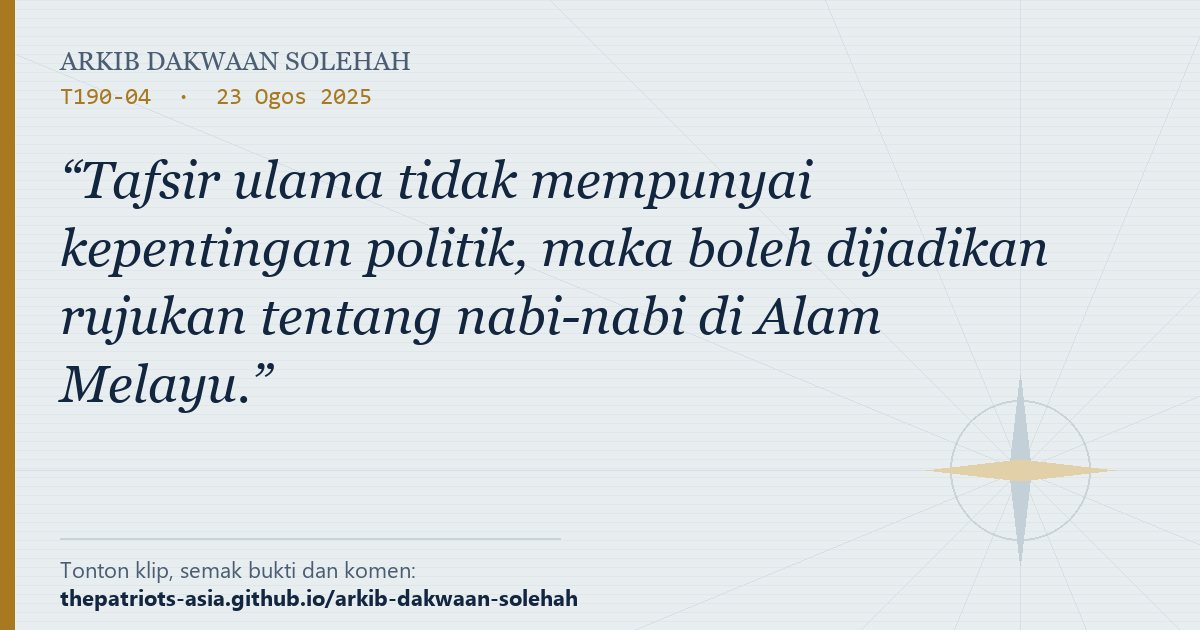 ARKIB DAKWAAN SOLEHAH
T190-04 · 23 Ogos 2025
“Tafsir ulama tidak mempunyai
kepentingan politik, maka boleh dijadikan
rujukan tentang nabi-nabi di Alam
Melayu.”
Tonton klip, semak bukti dan komen:
thepatriots-asia.github.io/arkib-dakwaan-solehah